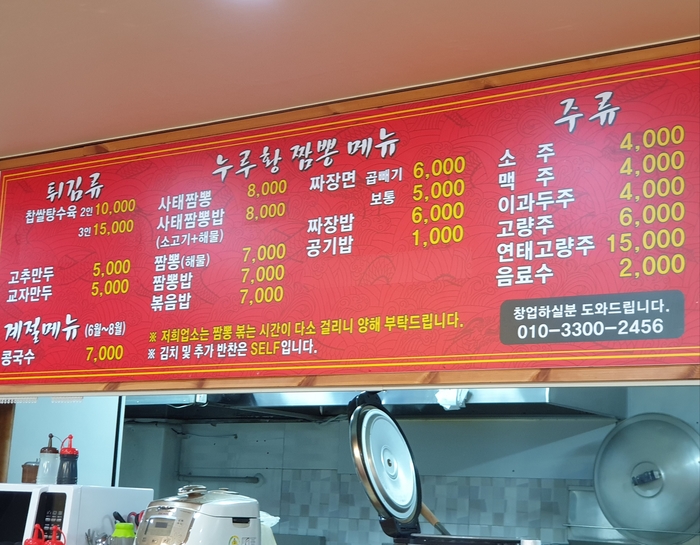 누루황 짬뽕 메뉴
튀김류
찹쌀탕수육 2인 10,000
3인 15,000
고추만두 5,000
교자만두 5,000
계절메뉴 (6월~8월)
콩국수 7,000
사태짬뽕 8,000
사태짬뽕밥 8,000
(소고기+해물)
짬뽕(해물) 7,000
짬뽕밥 7,000
볶음밥 7,000
짜장면 곱빼기 6,000
보통 5,000
짜장밥 6,000
공기밥 1,000
※ 저희업소는 짬뽕 볶는 시간이 다소 걸리니 양해 부탁드립니다.
※ 김치 및 추가 반찬은 SELF입니다.
주류
소 주 4,000
맥 주 4,000
이과두주 4,000
고량주 6,000
연태고량주 15,000
음료수 2,000
창업하실분 도와드립니다.
010-3300-2456